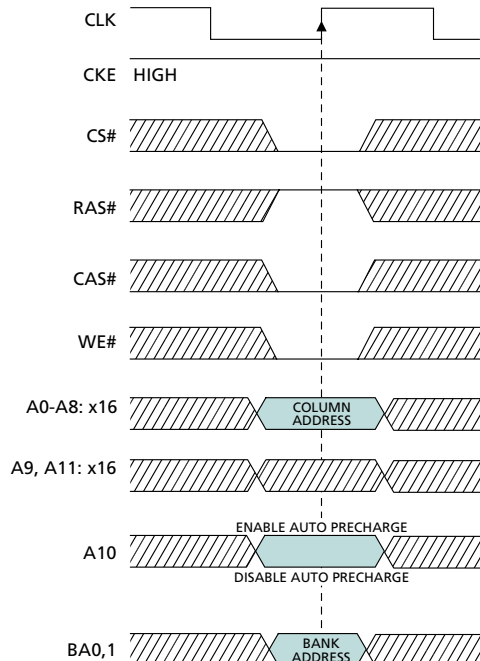 CLK
CKE HIGH
CS#
RAS#
CAS#
WE#
A0-A8: x16
COLUMN
ADDRESS
A9, A11: x16
ENABLE AUTO PRECHARGE
A10
DISABLE AUTO PRECHARGE
BA0,1
BANK
ADDRESS